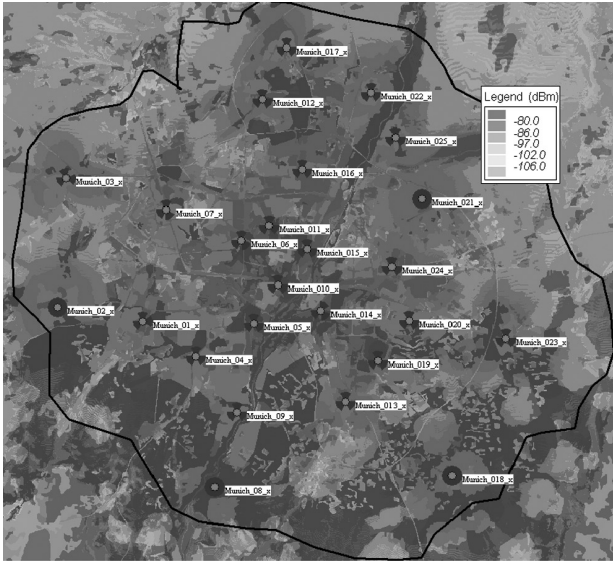 Munich_017_x
Munich_012_x
Munich_022_x
Legend (dBm)
-80.0
-86.0
-97.0
-102.0
-106.0
Munich_025_x
Munich_016_x
Munich_03_x
Munich_021_x
Munich_07_x
Munich_011_x
Munich_06_x
Munich_015_x
Munich_024_x
Munich_010_x
Munich_02_x
Munich_014_x
Munich_01_x
Munich_05_x
Munich_020_x
Munich_023_x
Munich_04_x
Munich_019_x
Munich_013_x
Munich_09_x
Munich_018_x
Munich_08_x